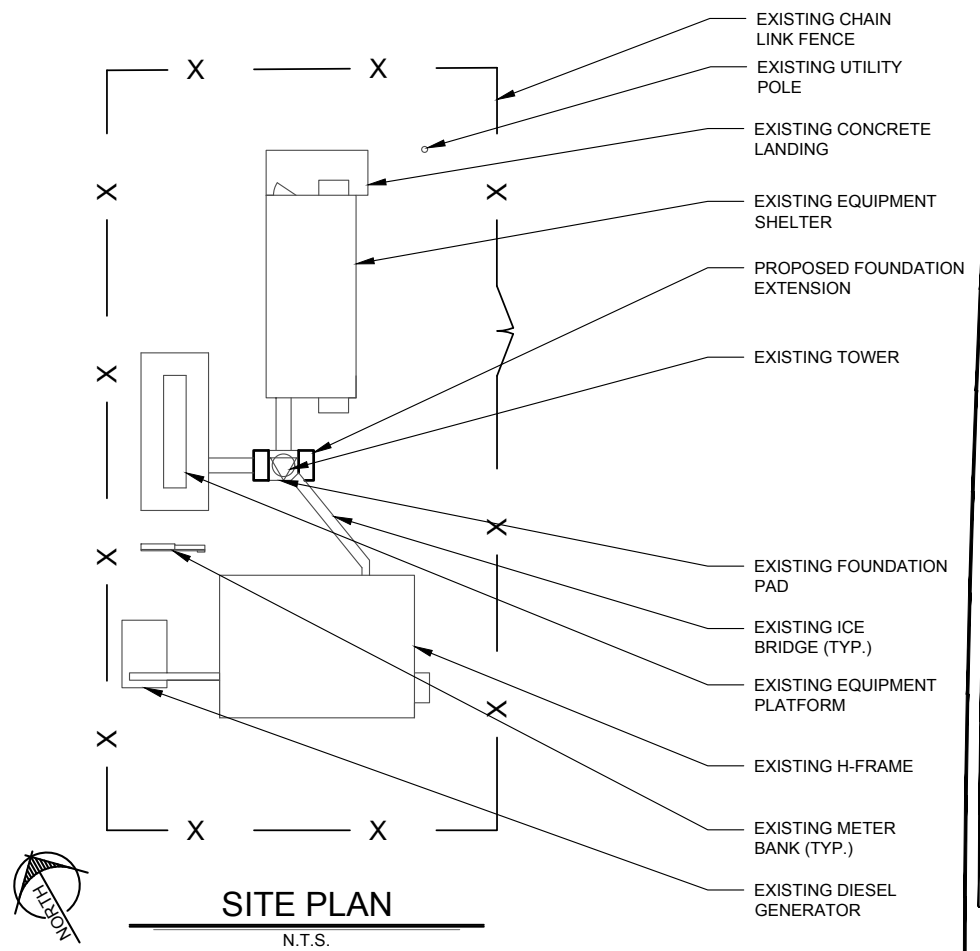 EXISTING CHAIN
LINK FENCE
EXISTING UTILITY
POLE
EXISTING CONCRETE
LANDING
EXISTING EQUIPMENT
SHELTER
PROPOSED FOUNDATION
EXTENSION
EXISTING TOWER
EXISTING FOUNDATION
PAD
EXISTING ICE
BRIDGE (TYP.)
EXISTING EQUIPMENT
PLATFORM
EXISTING H-FRAME
EXISTING METER
BANK (TYP.)
EXISTING DIESEL
GENERATOR
X X
X X
X
X X
X X
X
X X
NORTH
SITE PLAN
N.T.S.